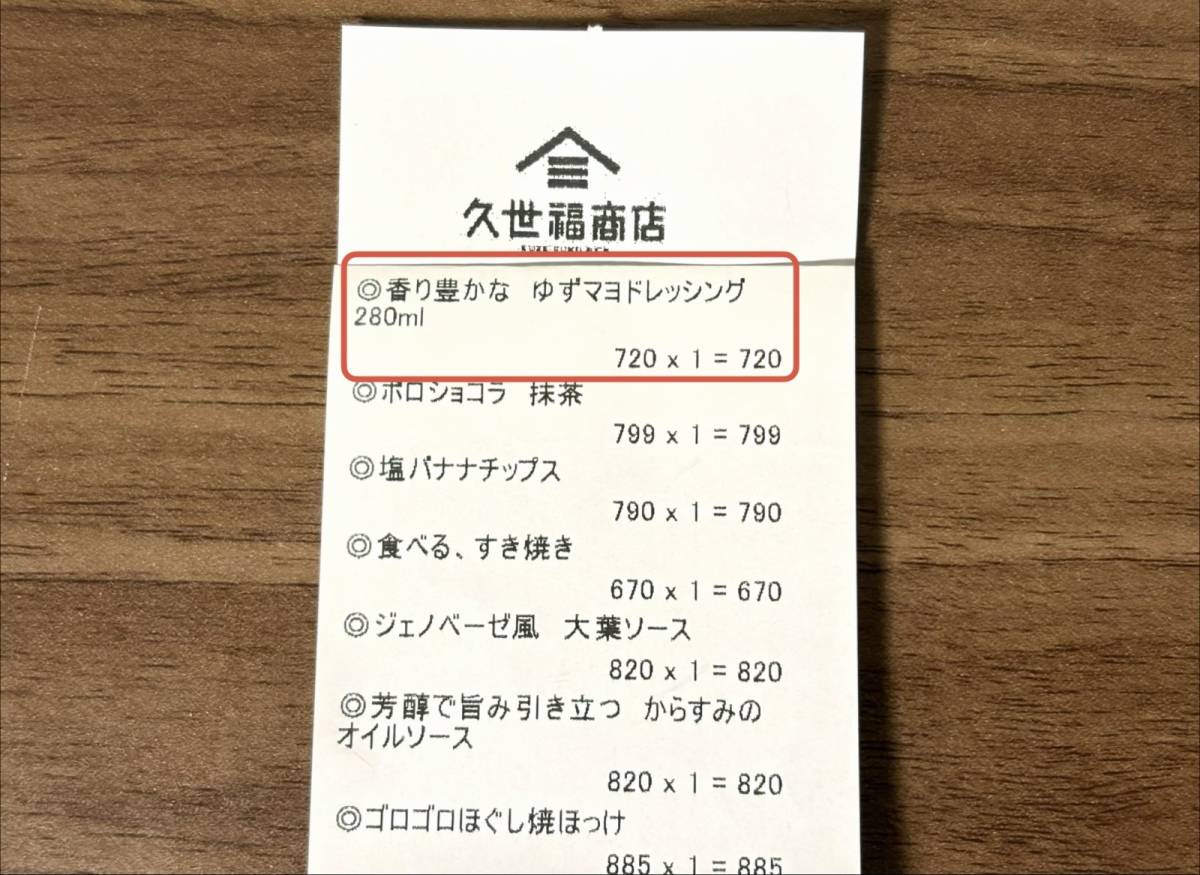 久世福商店
◎香り豊かな ゆずマヨドレッシング
280ml
720 x 1 = 720
◎ボロショコラ 抹茶
799 x 1 = 799
◎塩バナナチップス
790 x 1 = 790
◎食べる、すき焼き
670 x 1 = 670
◎ジェノベーゼ風 大葉ソース
820 x 1 = 820
◎芳醇で旨み引き立つ からすみの
オイルソース
820 x 1 = 820
◎ゴロゴロほぐし焼ほっけ
885 x 1 = 885